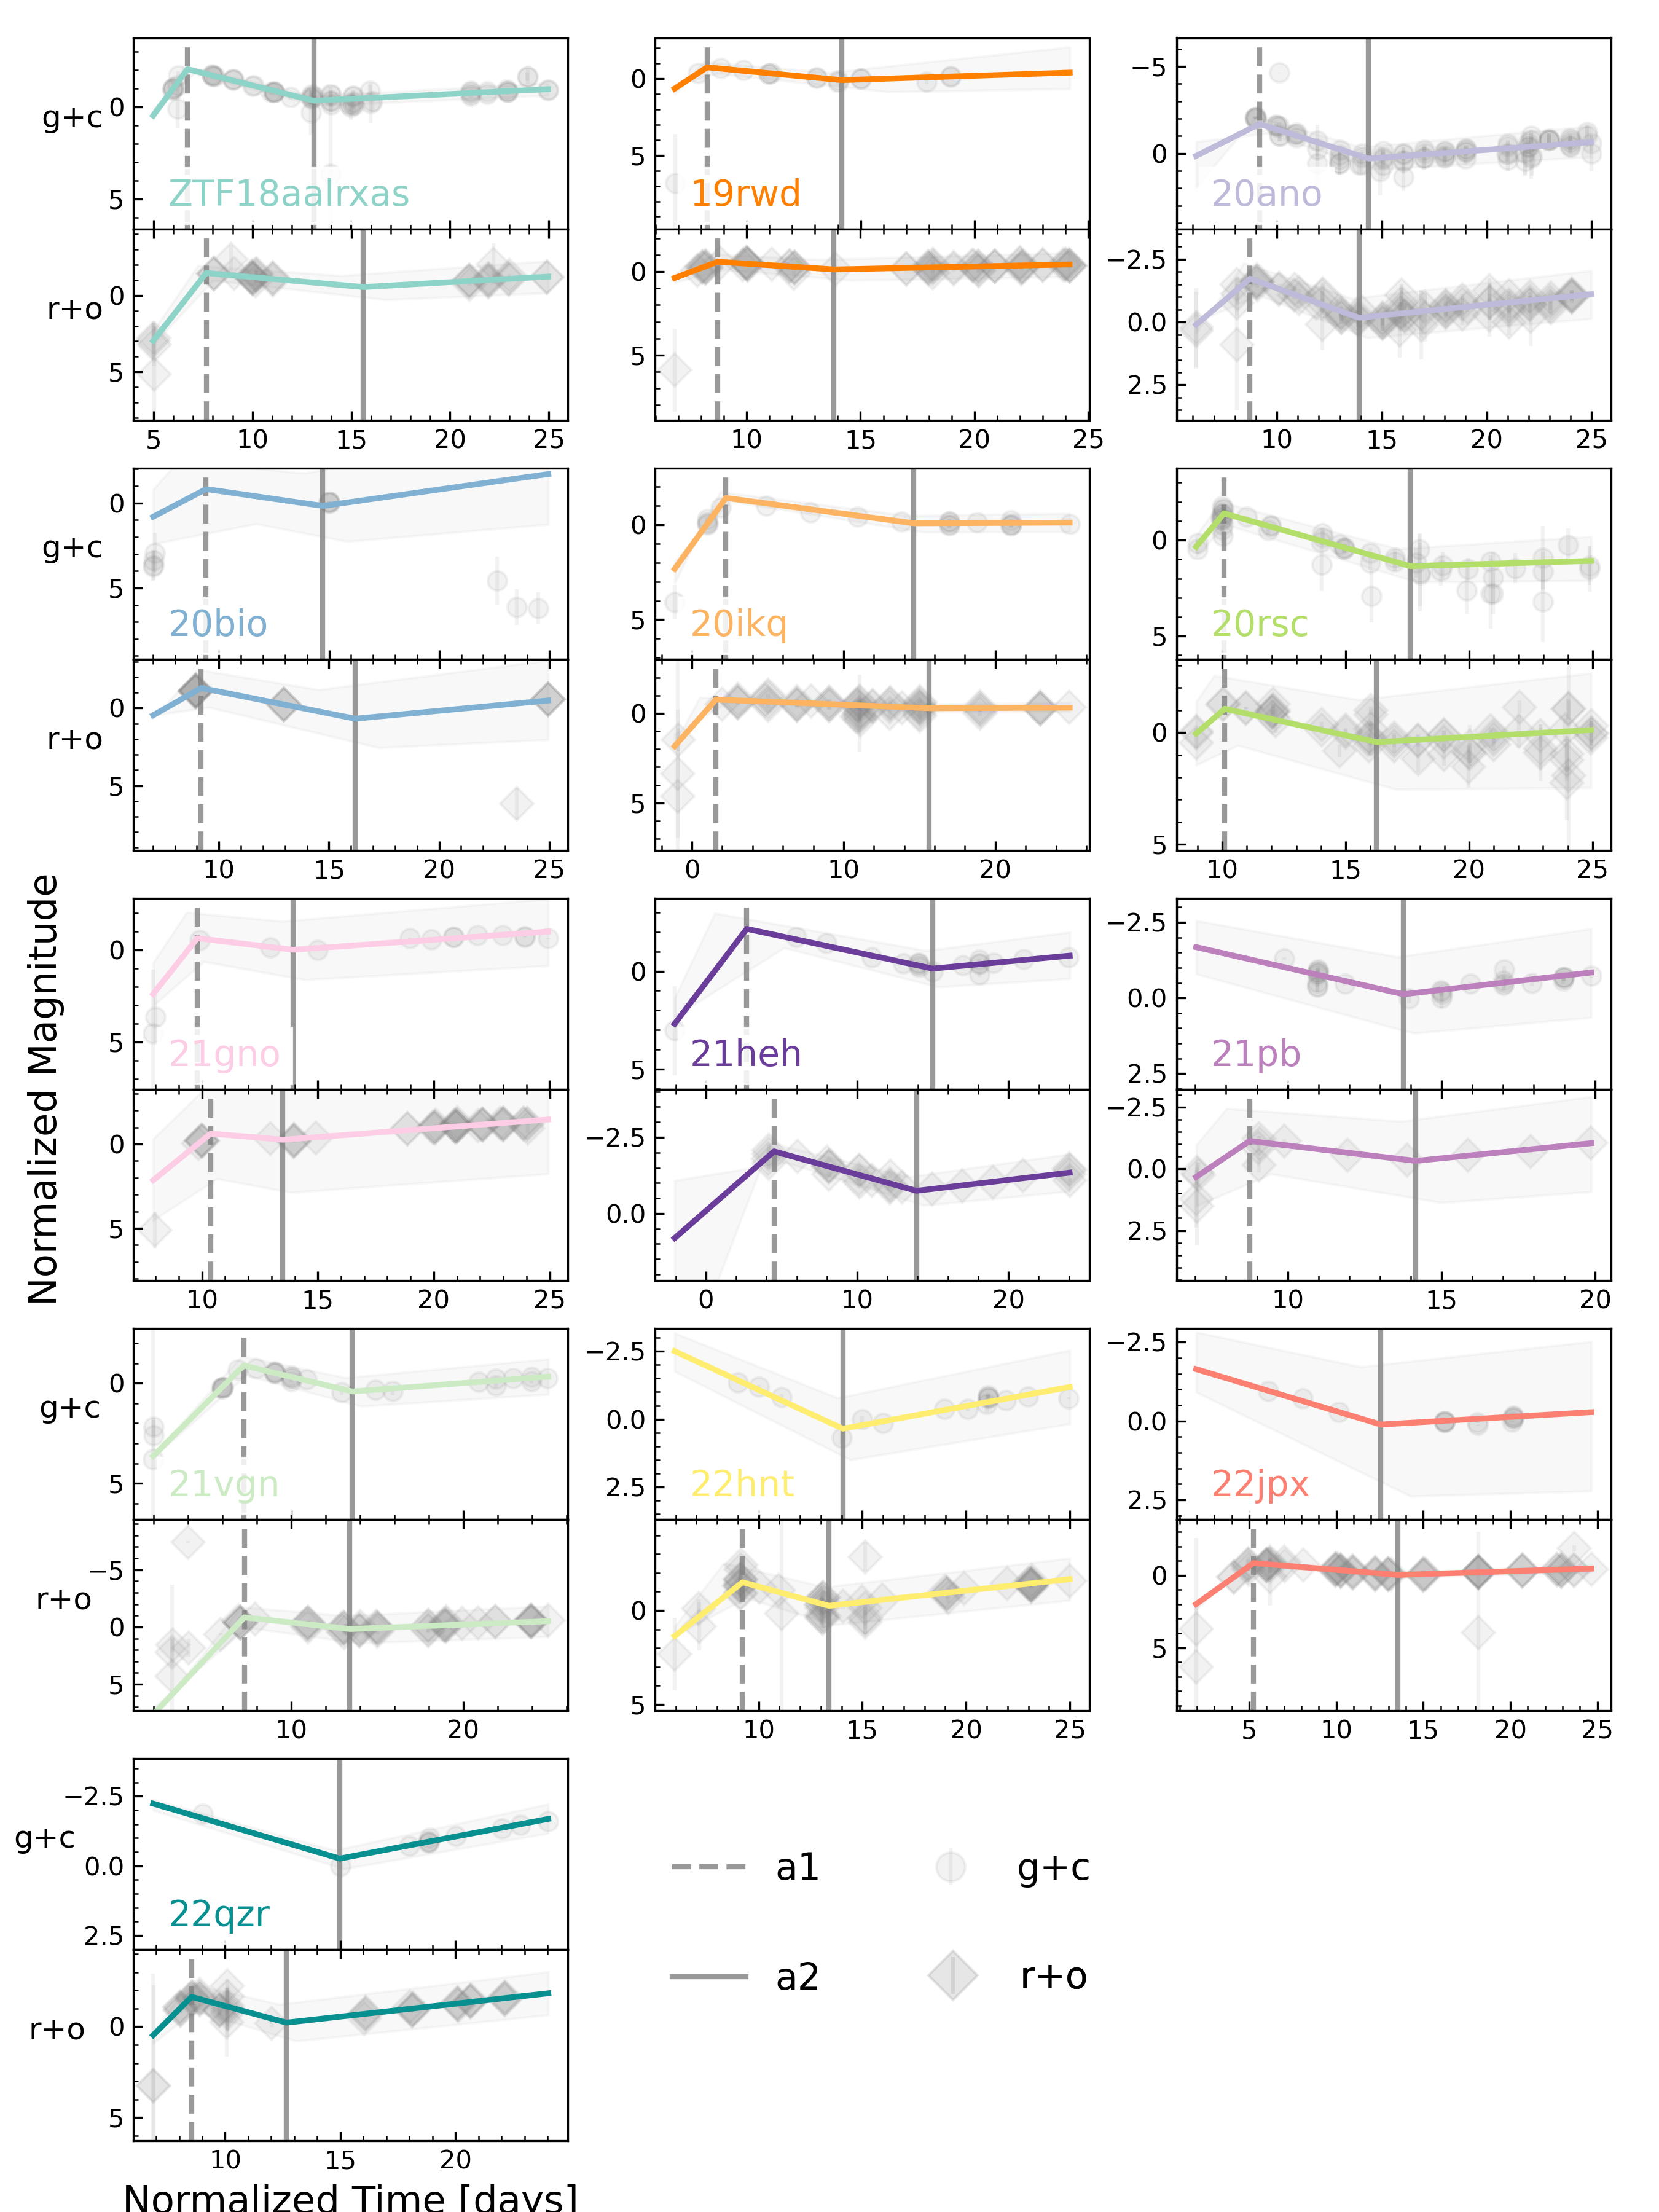 g+c
0
5
ZTF18aalrxas
r+o
0
5
5 10 15 20 25
0
5
19rwd
0
5
10 15 20 25
−5
0
20ano
−2.5
0.0
2.5
10 15 20 25
g+c
0
5
20bio
r+o
0
5
10 15 20 25
0
5
20ikq
0
5
0 10 20
0
5
20rsc
0
5
10 15 20 25
Normalized Magnitude
0
5
21gno
0
5
10 15 20 25
0
5
21heh
−2.5
0.0
0 10 20
−2.5
0.0
2.5
21pb
−2.5
0.0
2.5
10 15 20
g+c
0
5
21vgn
r+o
−5
0
5
10 20
−2.5
0.0
2.5
22hnt
0
5
10 15 20 25
−2.5
0.0
2.5
22jpx
0
5
5 10 15 20 25
g+c
−2.5
0.0
2.5
22qzr
r+o
0
5
10 15 20
Normalized Time [days]
a1 g+c
a2 r+o